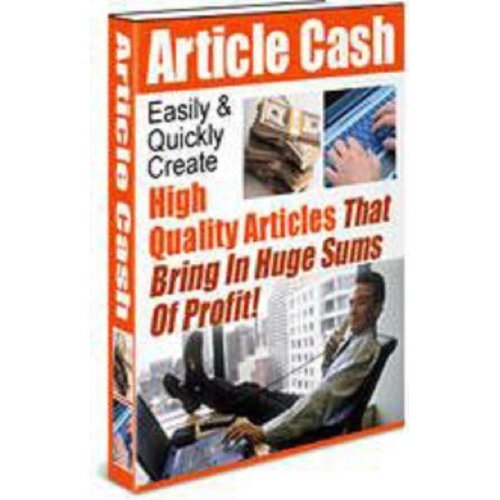 Article Cash
Article Cash
Easily &
Quickly
Create
High
Quality Articles That
Bring In Huge Sums
Of Profit!